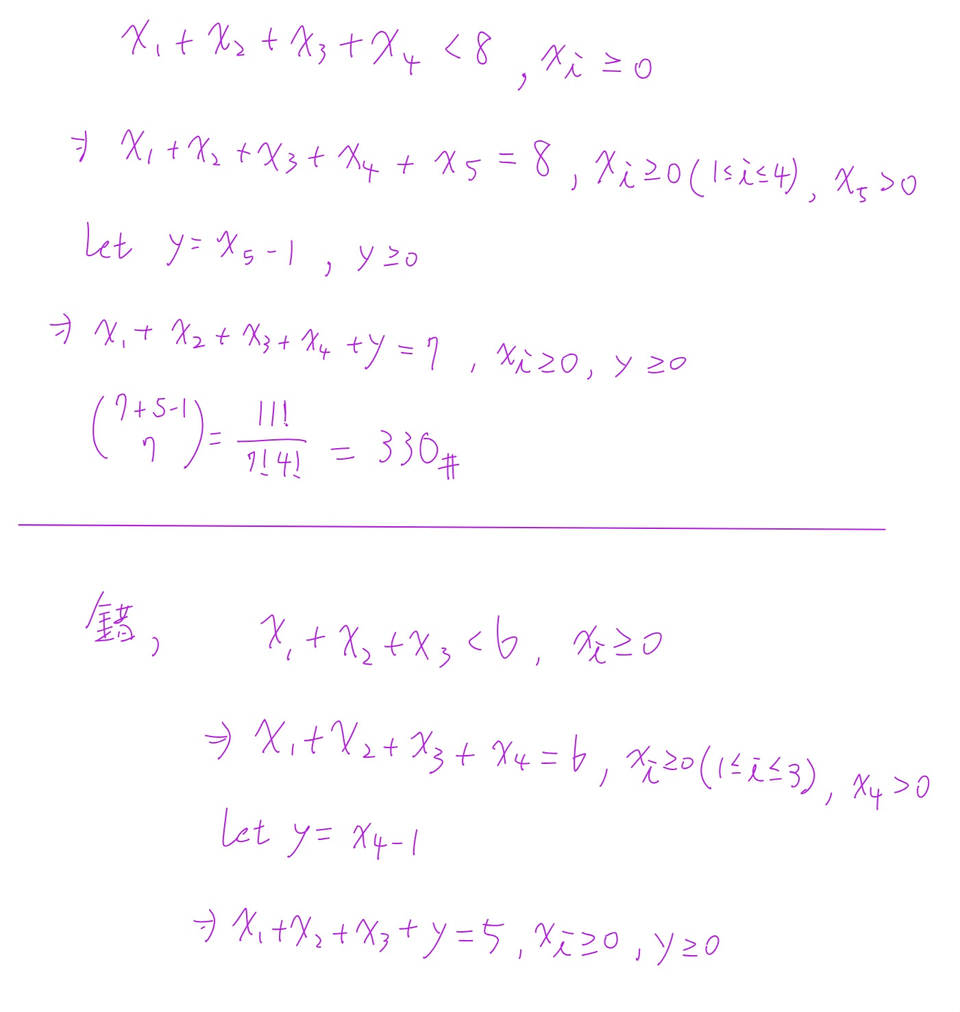 x₁ + x₂ + x₃ + x₄ < 8 , xᵢ ≥ 0
⇒ x₁ + x₂ + x₃ + x₄ + x₅ = 8 , xᵢ ≥ 0 (1 ≤ i ≤ 4) , x₅ > 0
Let y = x₅ - 1 , y ≥ 0
⇒ x₁ + x₂ + x₃ + x₄ + y = 7 , xᵢ ≥ 0 , y ≥ 0
(7+5-1 7) = 11! / 7! 4! = 330#
錯, x₁ + x₂ + x₃ < 6 , xᵢ ≥ 0
⇒ x₁ + x₂ + x₃ + x₄ = 6 , xᵢ ≥ 0 (1 ≤ i ≤ 3) , x₄ > 0
Let y = x₄ - 1
⇒ x₁ + x₂ + x₃ + y = 5 , xᵢ ≥ 0 , y ≥ 0